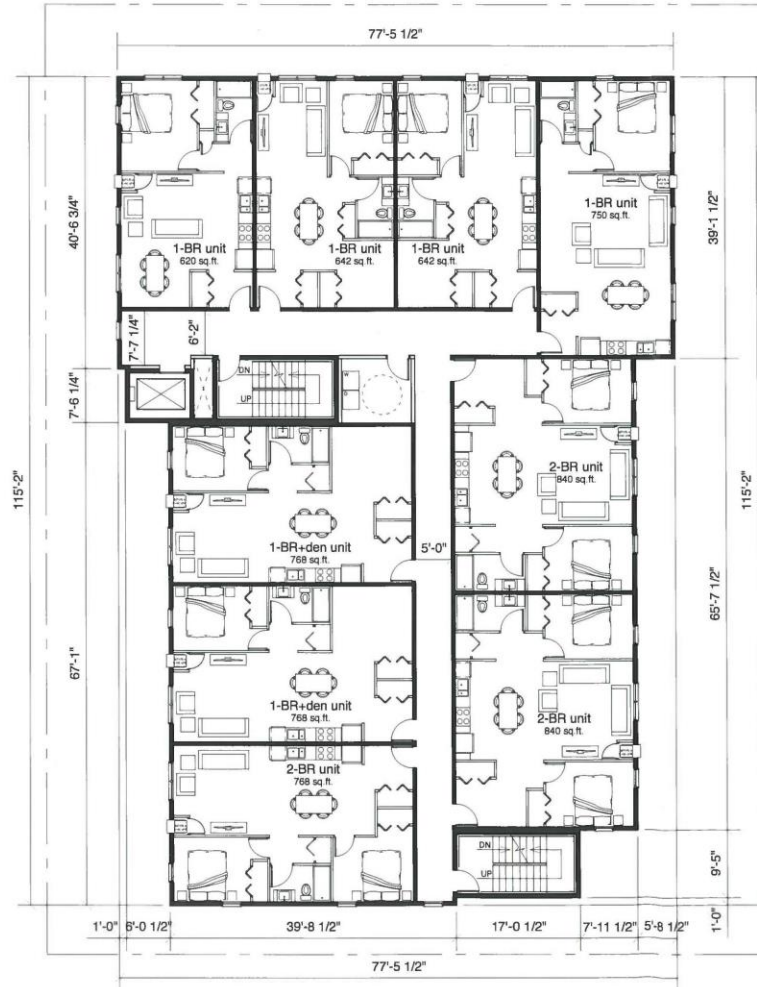 77'-5 1/2"
115'-2"
40'-6 3/4"
39'-1 1/2"
115'-2"
1-BR unit
620 sq.ft.
1-BR unit
642 sq.ft.
1-BR unit
642 sq.ft.
1-BR unit
750 sq.ft.
7'-7 1/4"
6'-2"
7'-6 1/4"
DN
UP
W
D
2-BR unit
840 sq.ft.
1-BR+den unit
768 sq.ft.
5'-0"
65'-7 1/2"
67'-1"
1-BR+den unit
768 sq.ft.
2-BR unit
840 sq.ft.
2-BR unit
768 sq.ft.
DN
UP
9'-5"
1'-0"
1'-0"
6'-0 1/2"
39'-8 1/2"
17'-0 1/2"
7'-11 1/2"
5'-8 1/2"
77'-5 1/2"